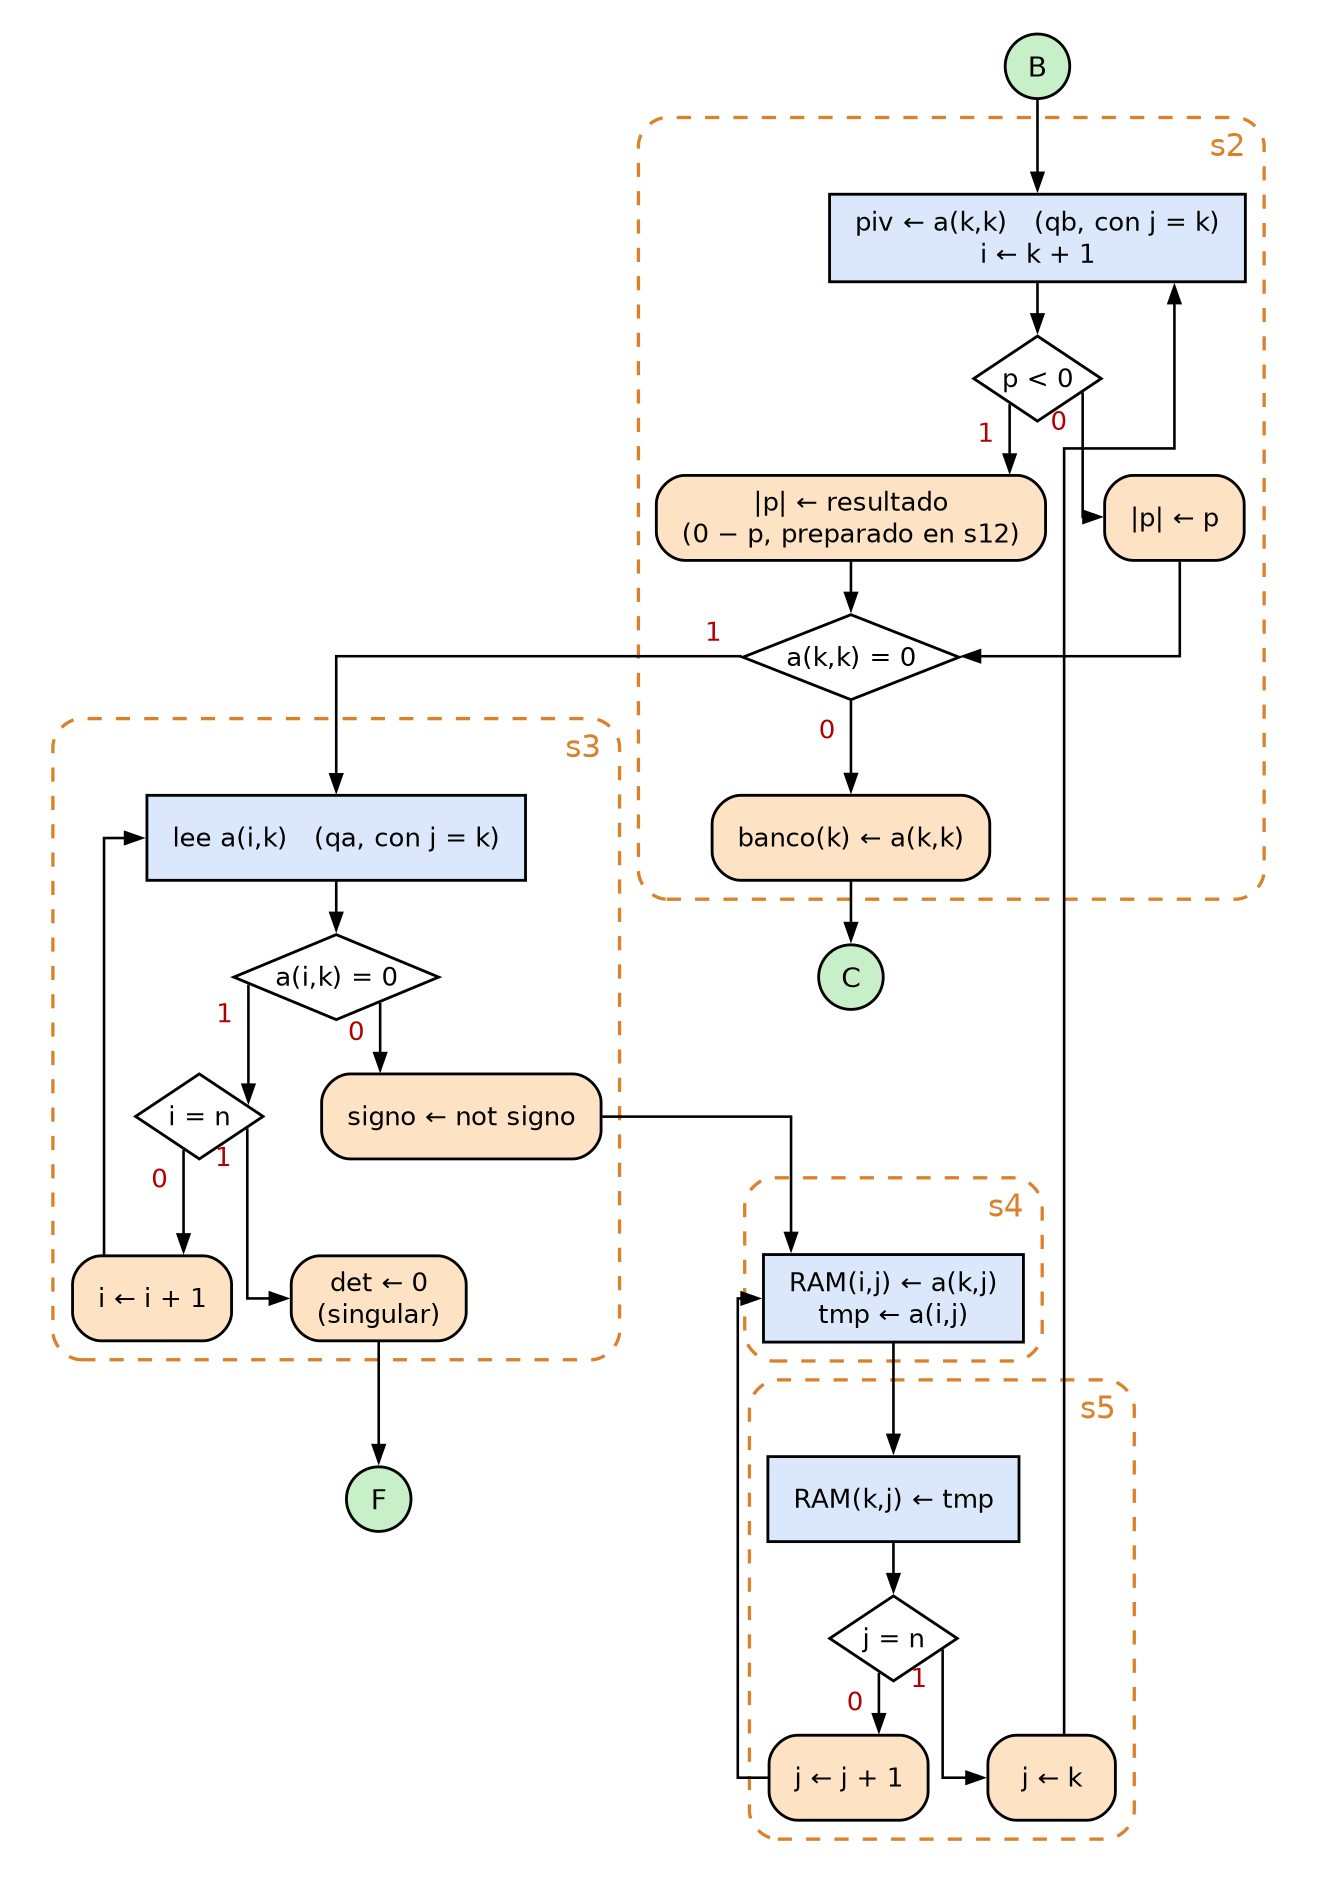 B
s2
piv ← a(k,k)   (qb, con j = k)
i ← k + 1
p < 0
1
0
|p| ← resultado
(0 − p, preparado en s12)
|p| ← p
1
a(k,k) = 0
0
s3
lee a(i,k)   (qa, con j = k)
banco(k) ← a(k,k)
a(i,k) = 0
C
1
0
i = n
signo ← not signo
0
1
s4
i ← i + 1
det ← 0
(singular)
RAM(i,j) ← a(k,j)
tmp ← a(i,j)
s5
F
RAM(k,j) ← tmp
j = n
0
1
j ← j + 1
j ← k